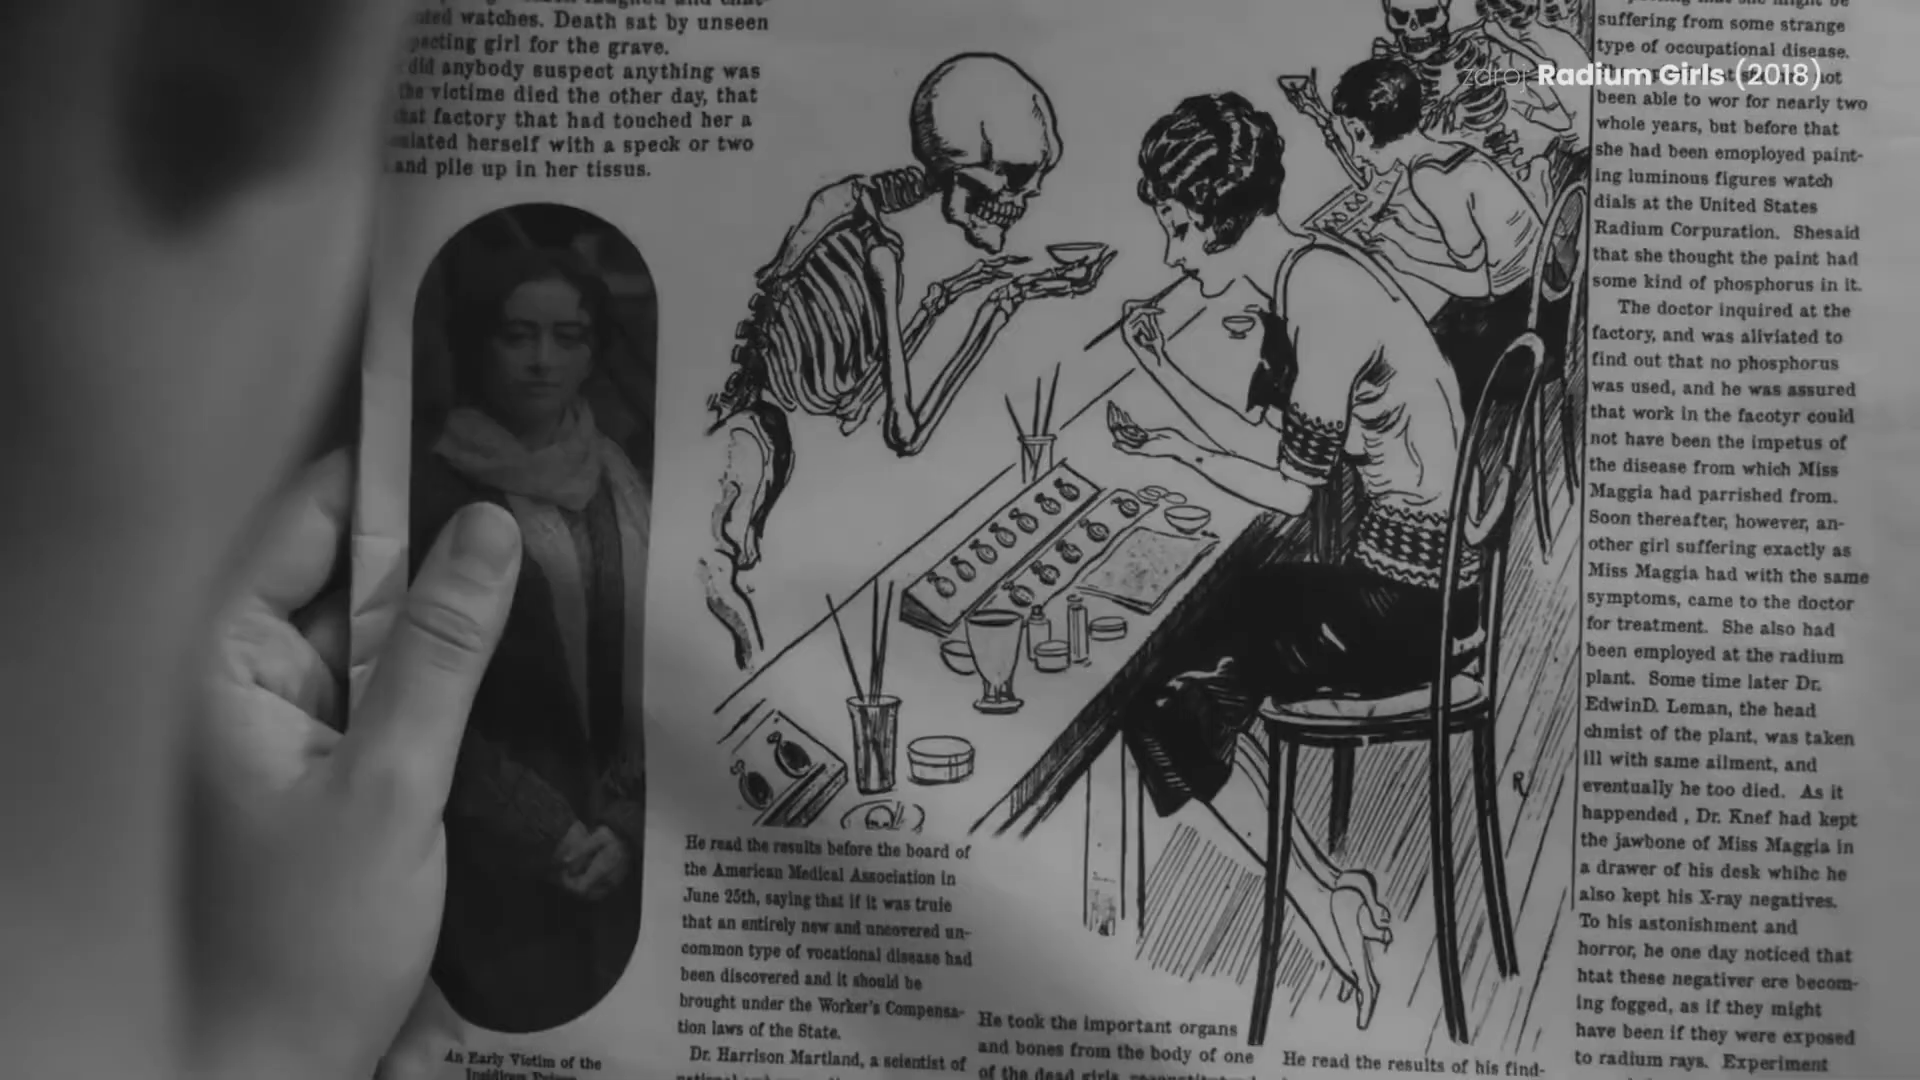 watches. Death sat by unseen
girl for the grave.
did anybody suspect anything was
the victime died the other day, that
factory that had touched her a
herself with a speck or two
and pile up in her tissus.
An Early Victim of the
He read the results before the board of
the American Medical Association in
June 25th, saying that if it was truie
that an entirely new and uncovered un-
common type of vocational disease had
been discovered and it should be
brought under the Worker's Compensa-
tion laws of the State.
Dr. Harrison Martland, a scientist of
He took the important organs
and bones from the body of one
of the dead girls,
He read the results of his find-
zdroj Radium Girls (2018)
suffering from some strange
type of occupational disease.
not
been able to wor for nearly two
whole years, but before that
she had been emoployed paint-
ing luminous figures watch
dials at the United States
Radium Corpuration. Shesaid
that she thought the paint had
some kind of phosphorus in it.
The doctor inquired at the
factory, and was aliviated to
find out that no phosphorus
was used, and he was assured
that work in the facotyr could
not have been the impetus of
the disease from which Miss
Maggia had parrished from.
Soon thereafter, however, an-
other girl suffering exactly as
Miss Maggia had with the same
symptoms, came to the doctor
for treatment. She also had
been employed at the radium
plant. Some time later Dr.
EdwinD. Leman, the head
chmist of the plant, was taken
ill with same ailment, and
eventually he too died. As it
happended , Dr. Knef had kept
the jawbone of Miss Maggia in
a drawer of his desk whihc he
also kept his X-ray negatives.
To his astonishment and
horror, he one day noticed that
htat these negativer ere becom-
ing fogged, as if they might
have been if they were exposed
to radium rays. Experiment
R